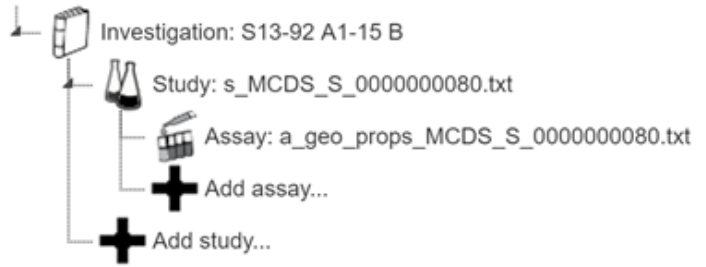 Investigation: S13-92 A1-15 B
Study: s_MCDS_S_0000000080.txt
Assay: a_geo_props_MCDS_S_0000000080.txt
Add assay...
Add study...